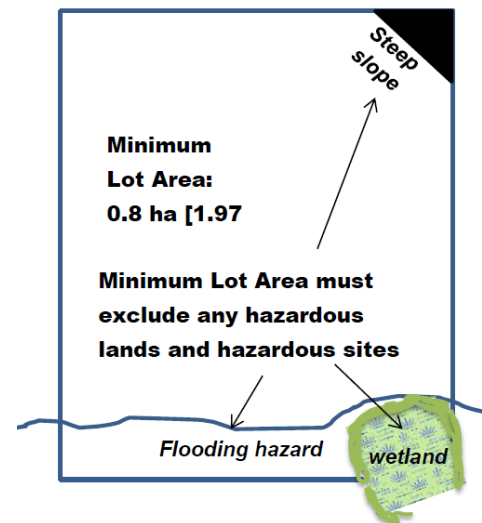 Steep
slope
Minimum
Lot Area:
0.8 ha [1.97
Minimum Lot Area must
exclude any hazardous
lands and hazardous sites
Flooding hazard
wetland